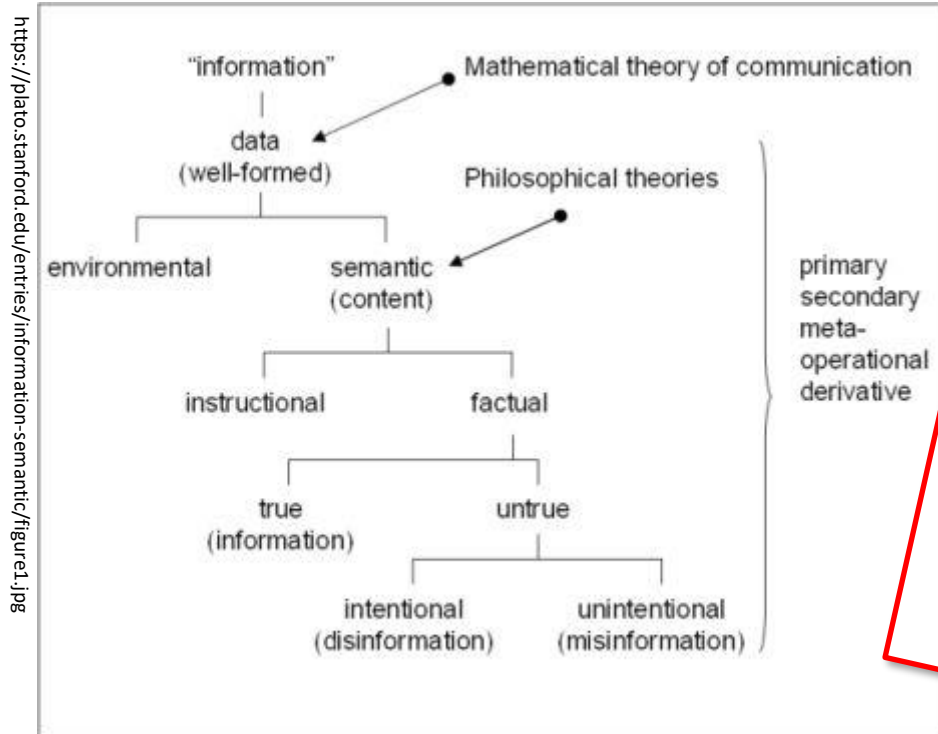 https://plato.stanford.edu/entries/information-semantic/figure1.jpg
“information”
Mathematical theory of communication
data
(well-formed)
Philosophical theories
environmental
semantic
(content)
primary
secondary
meta-
operational
derivative
instructional
factual
true
(information)
untrue
intentional
(disinformation)
unintentional
(misinformation)